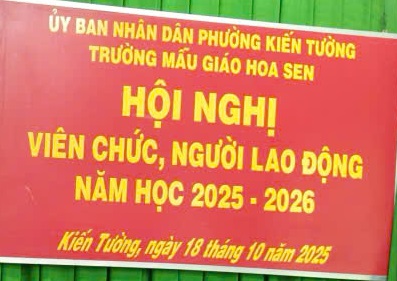 ỦY BAN NHÂN DÂN PHƯỜNG KIẾN TƯỜNG
TRƯỜNG MẪU GIÁO HOA SEN
HỘI NGHỊ
VIÊN CHỨC, NGƯỜI LAO ĐỘNG
NĂM HỌC 2025 - 2026
Kiến Tường, ngày 18 tháng 10 năm 2025